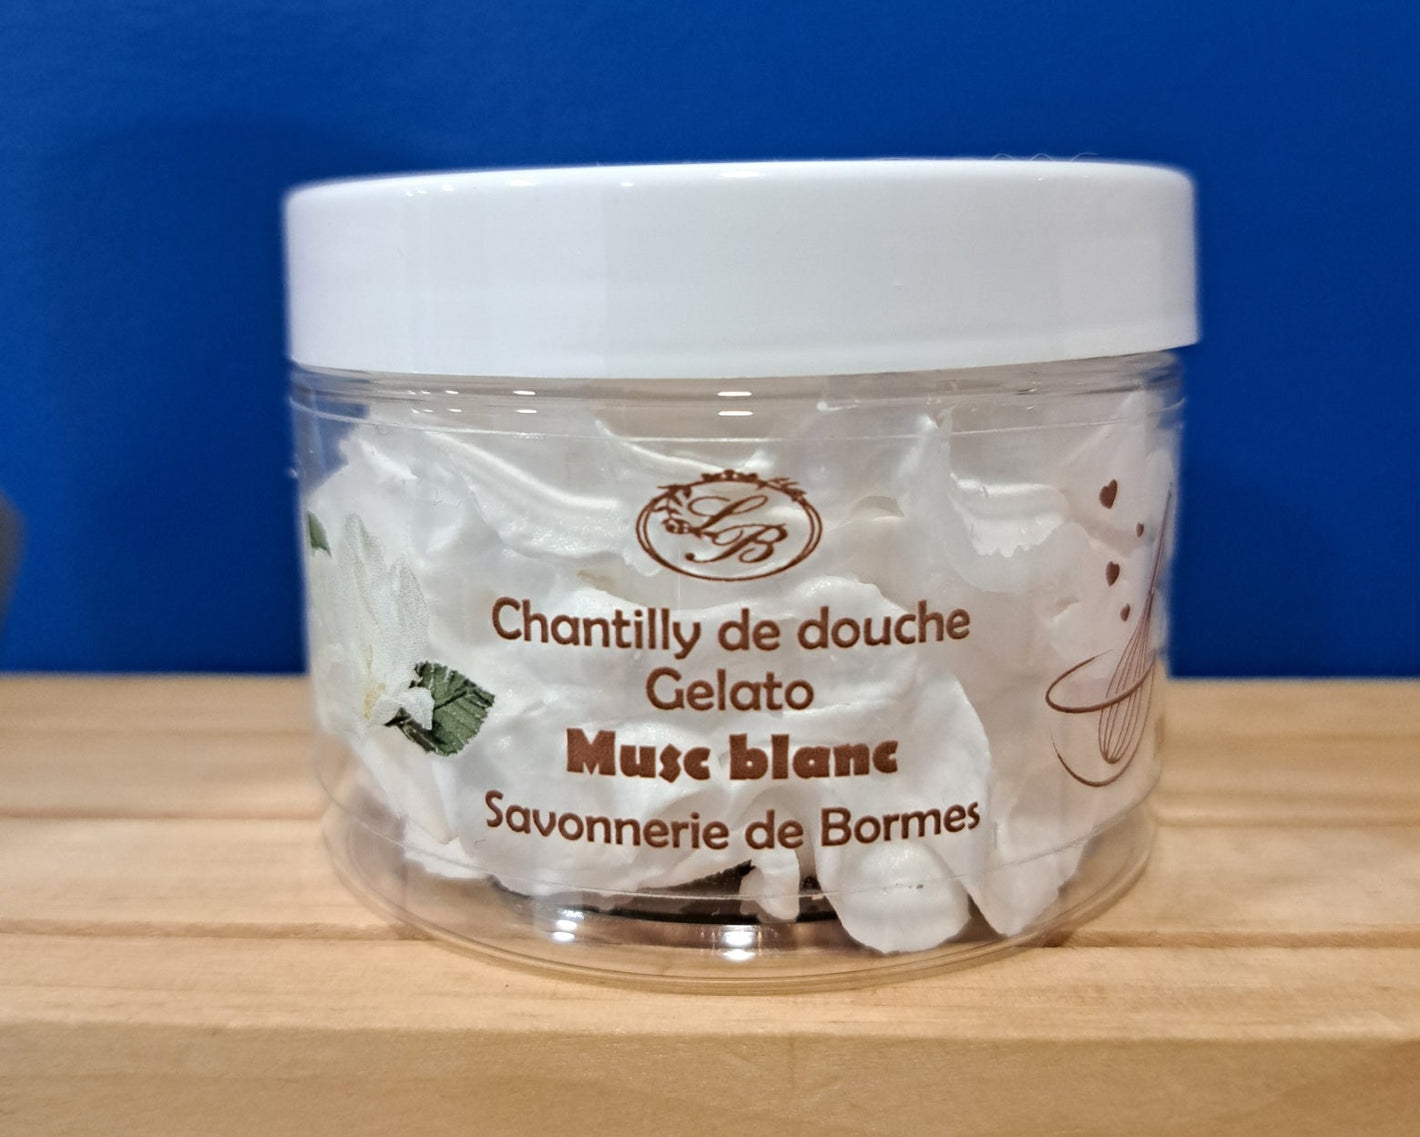 LB
Chantilly de douche
Gelato
Musc blanc
Savonnerie de Bormes